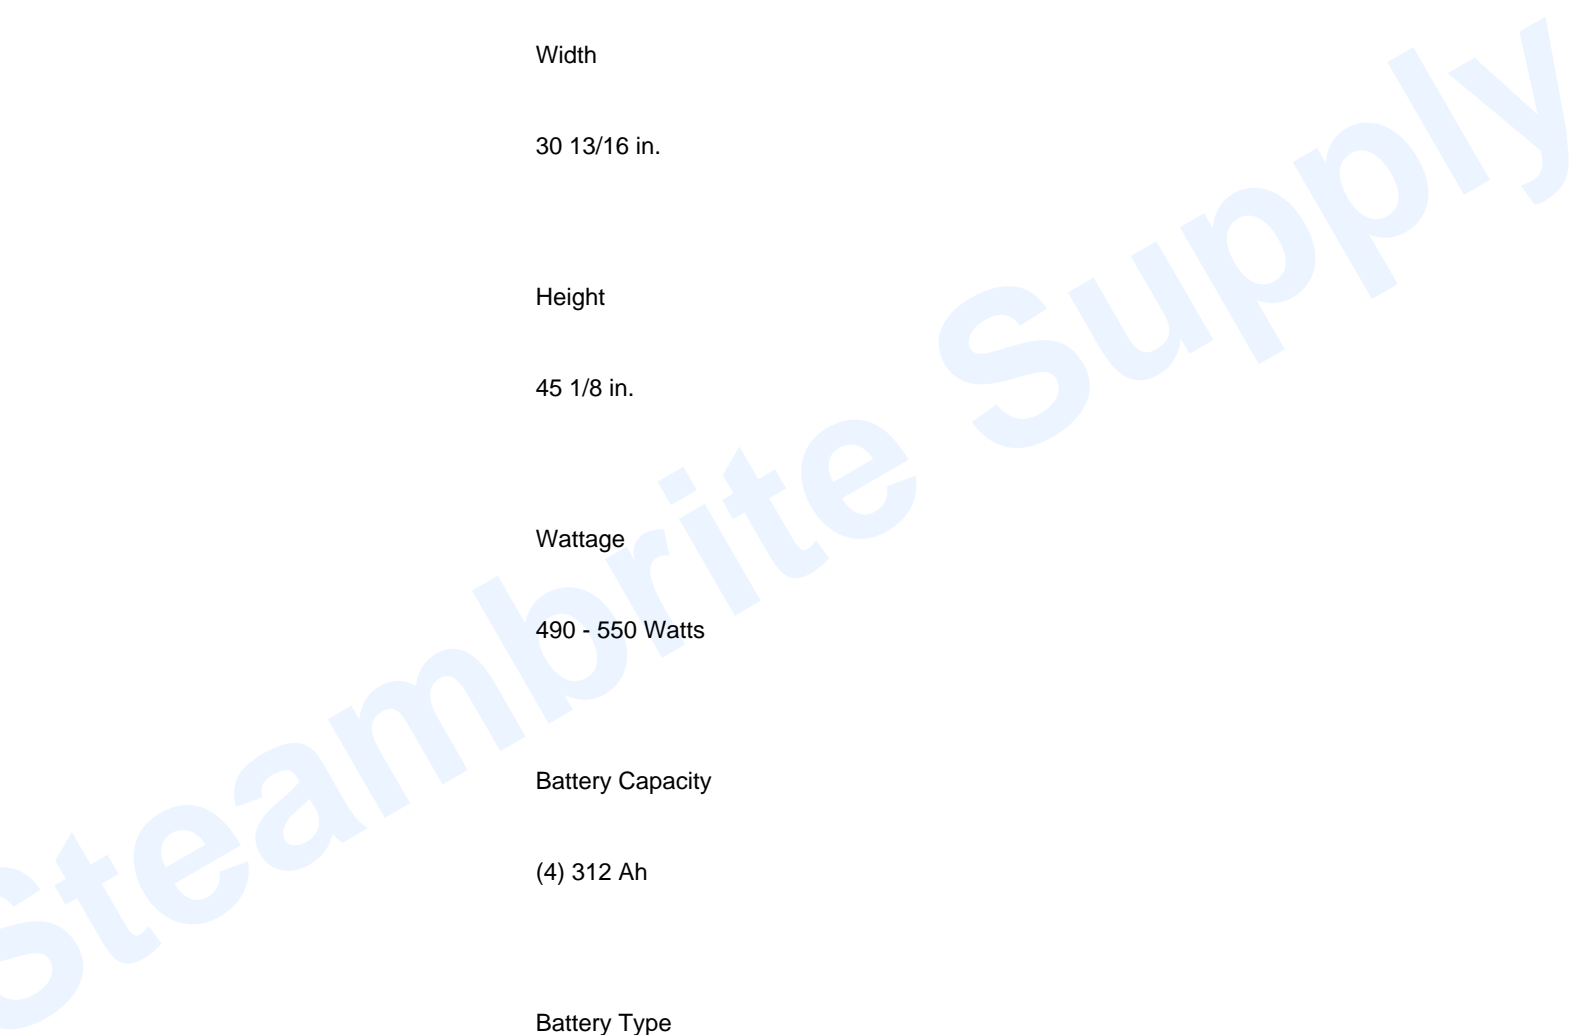 Width
30 13/16 in.
Height
45 1/8 in.
Wattage
490 - 550 Watts
Battery Capacity
(4) 312 Ah
Battery Type
Steambrite Supply